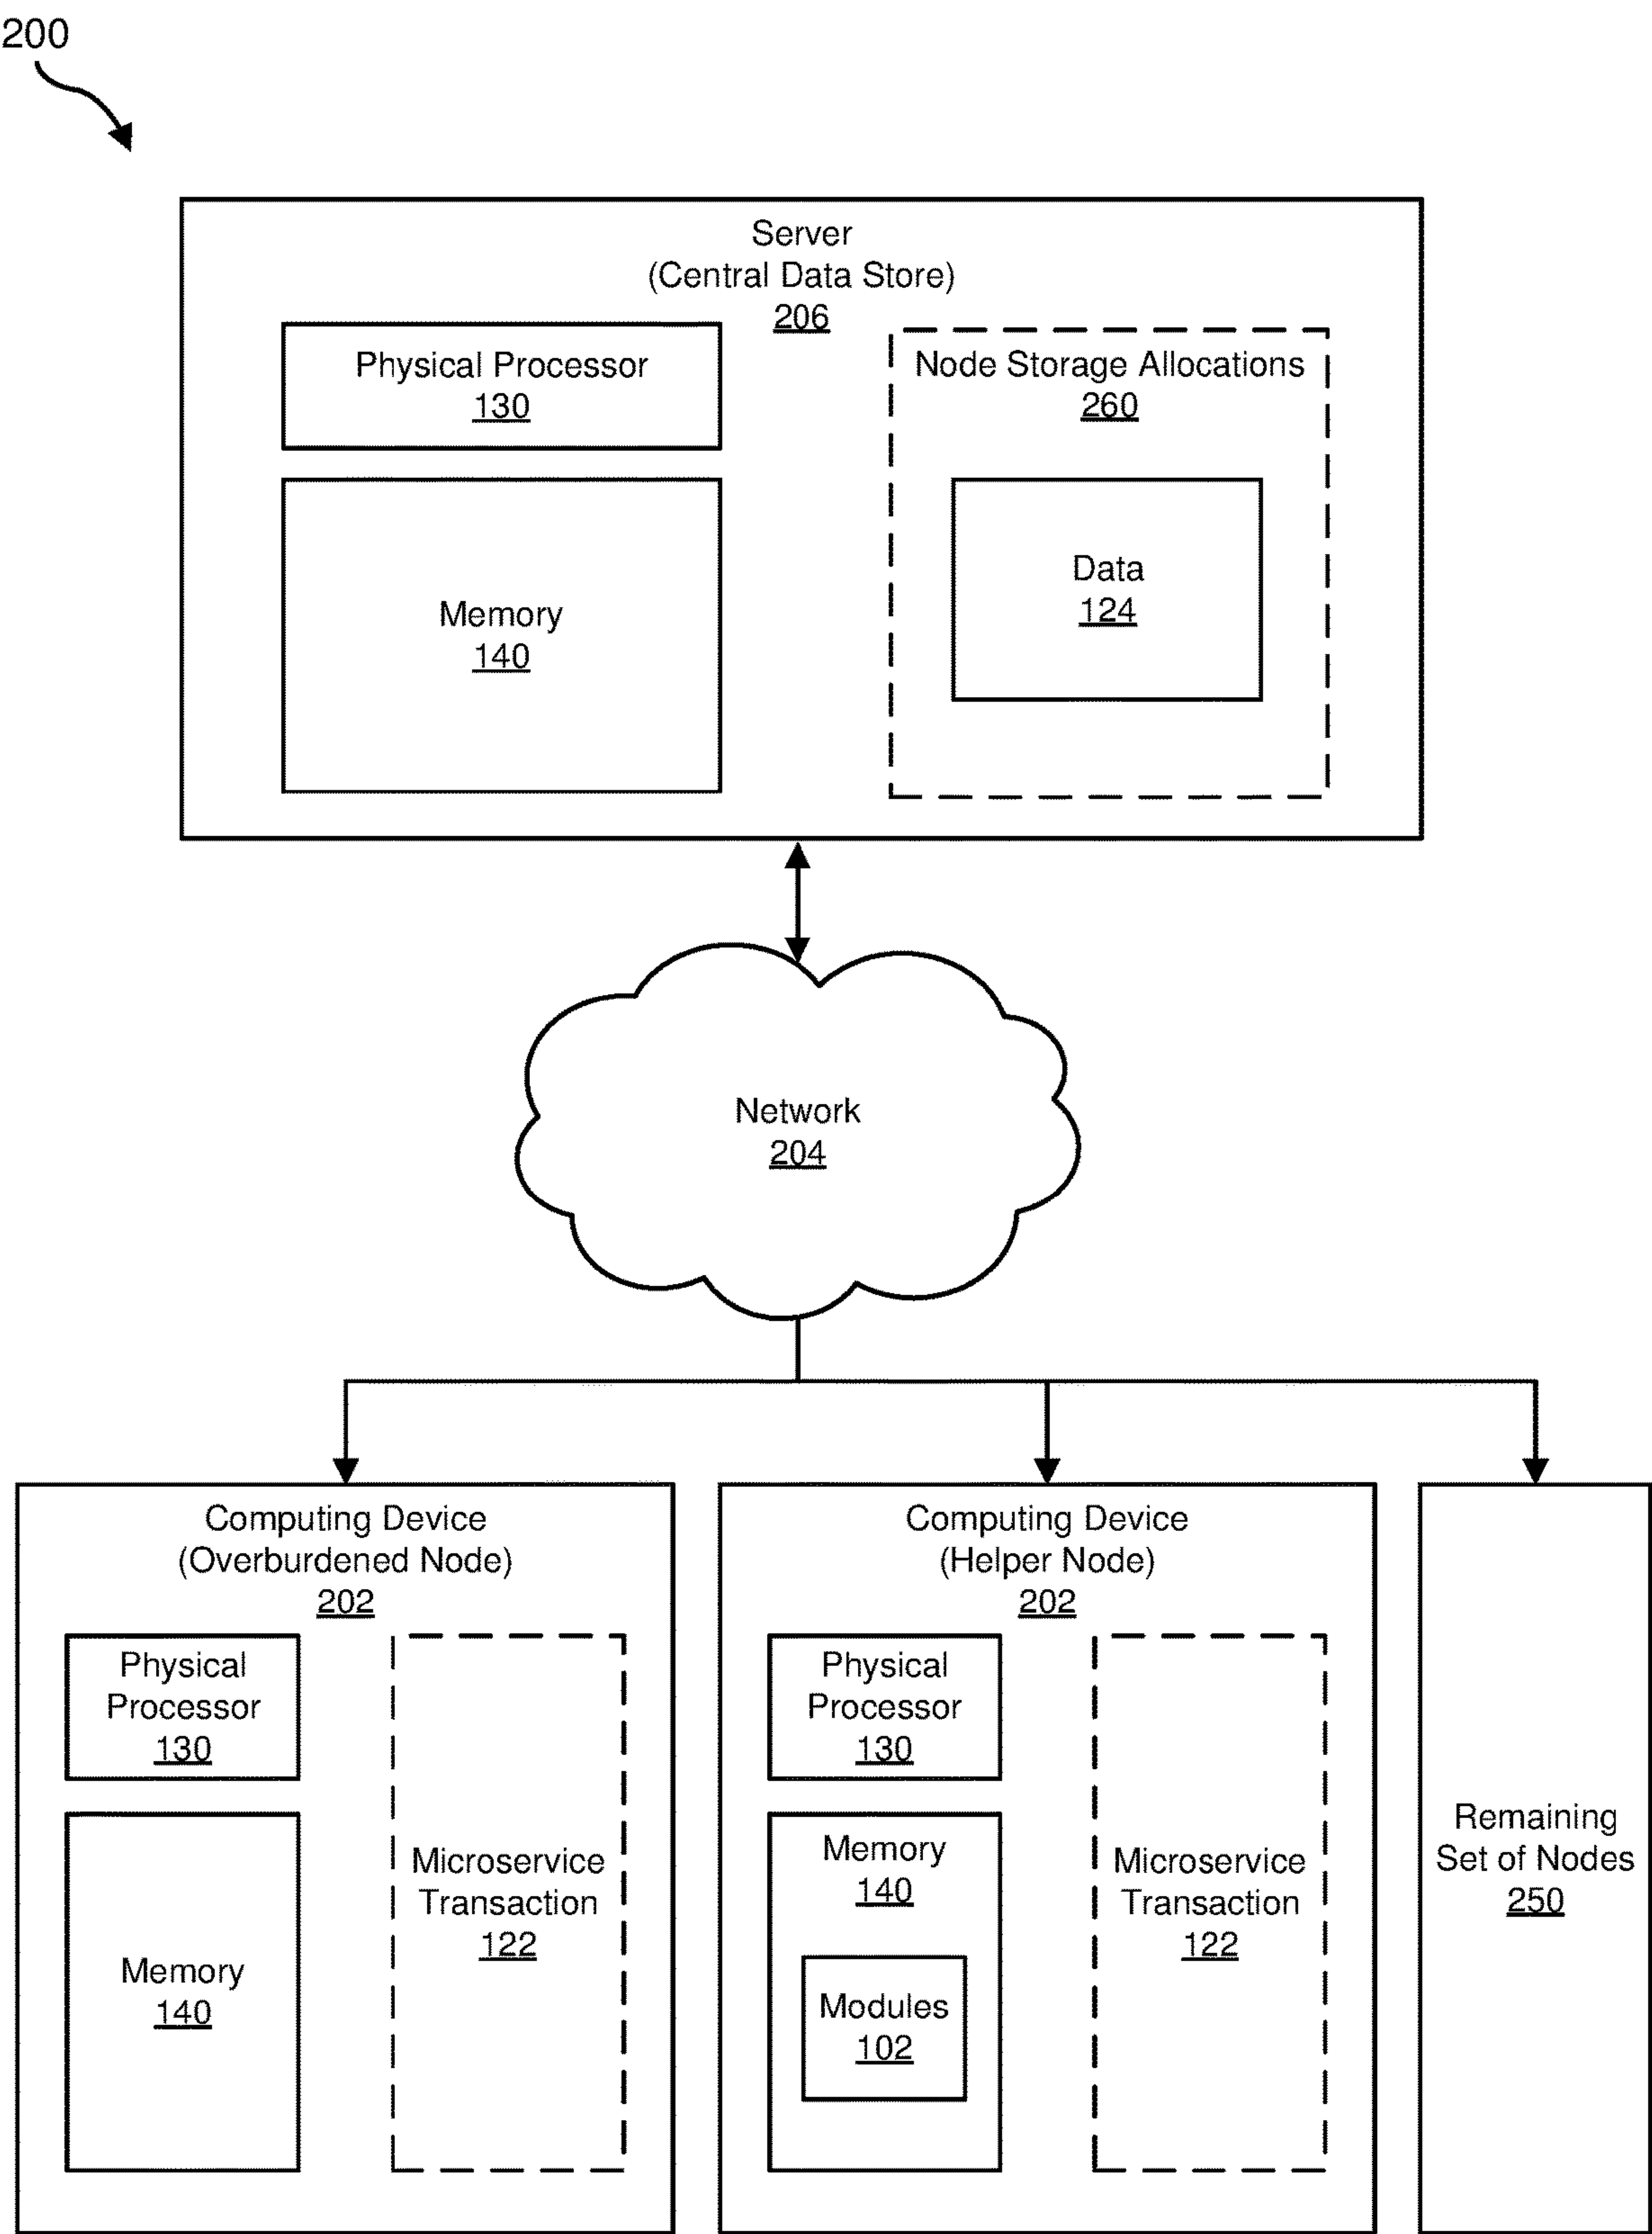 200
Server
(Central Data Store)
206
Physical Processor
130
Memory
140
Node Storage Allocations
260
Data
124
Network
204
Computing Device
(Overburdened Node)
202
Physical
Processor
130
Memory
140
Microservice
Transaction
122
Computing Device
(Helper Node)
202
Physical
Processor
130
Memory
140
Modules
102
Microservice
Transaction
122
Remaining
Set of Nodes
250